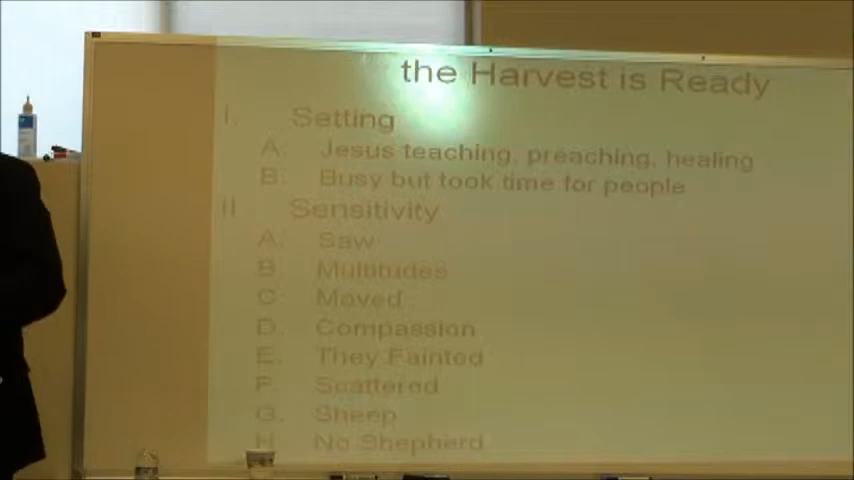 the Harvest is Ready
I. Setting
A. Jesus teaching, preaching, healing
B. Busy but took time for people
II Sensitivity
A. Saw
B. Multitudes
C. Moved
D. Compassion
E. They Fainted
F. Scattered
G. Sheep
H. No Shepherd